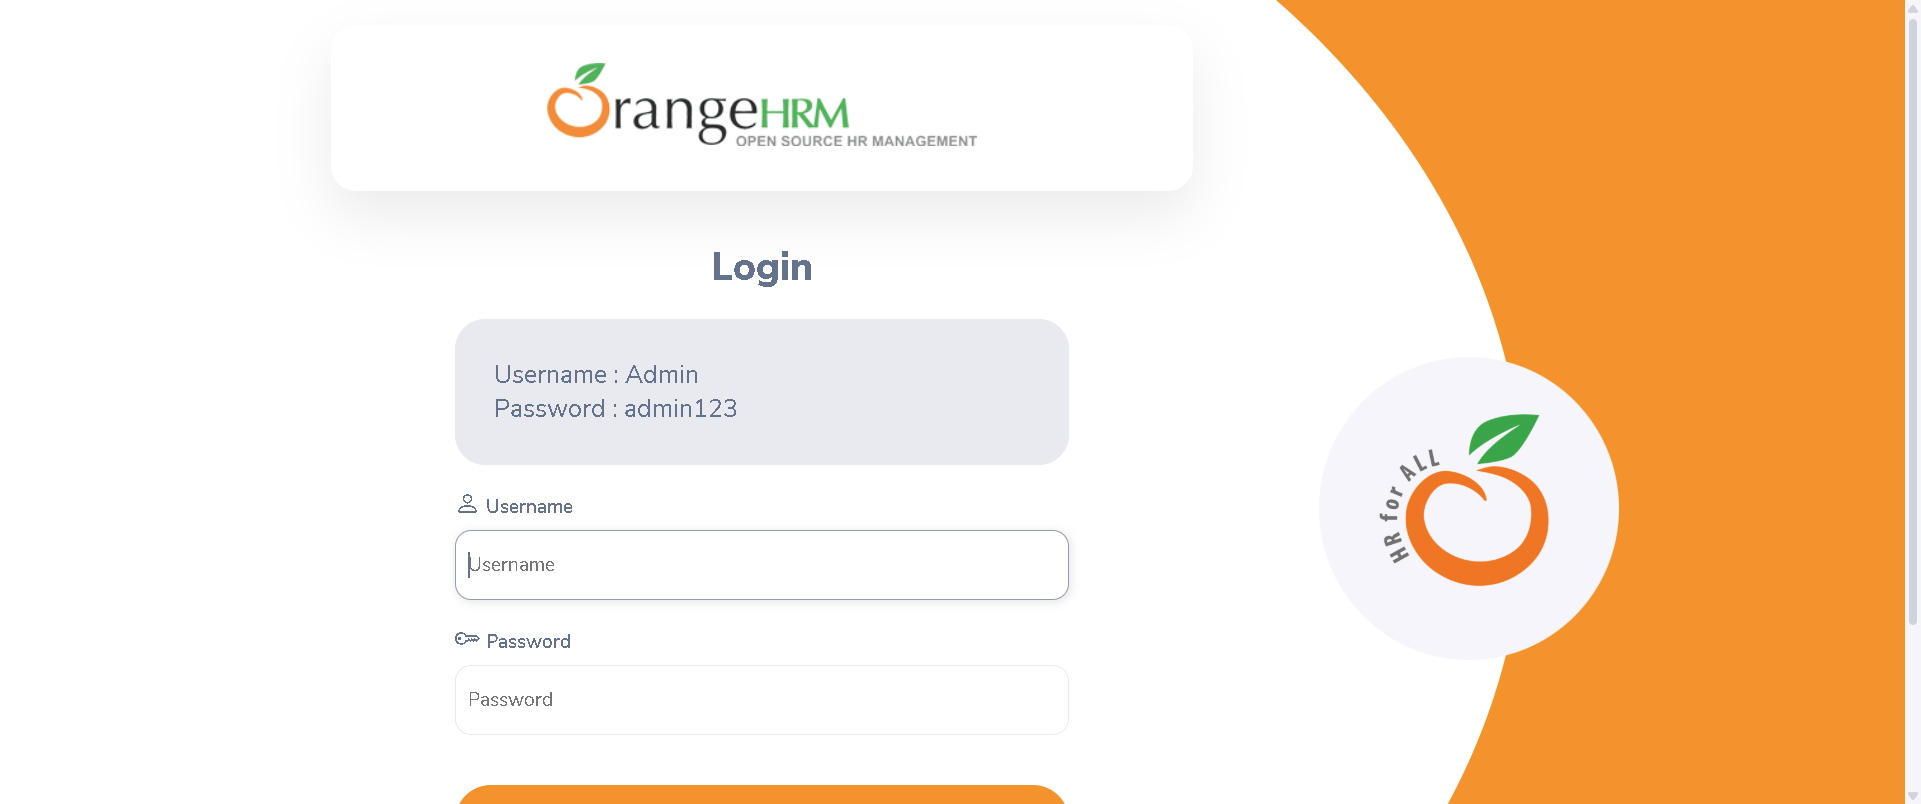 OrangeHRM
OPEN SOURCE HR MANAGEMENT
Login
Username : Admin
Password : admin123
Username
Username
Password
Password
HR for ALL